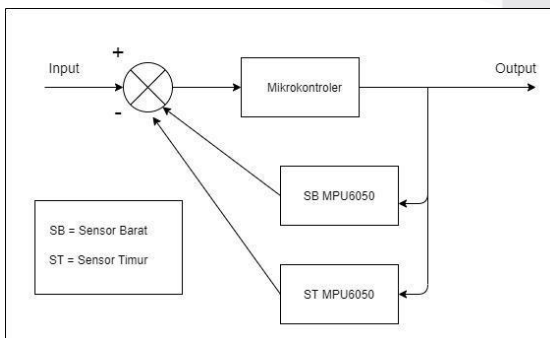 +
Input
Output
Mikrokontroler
-
SB MPU6050
SB = Sensor Barat
ST = Sensor Timur
ST MPU6050